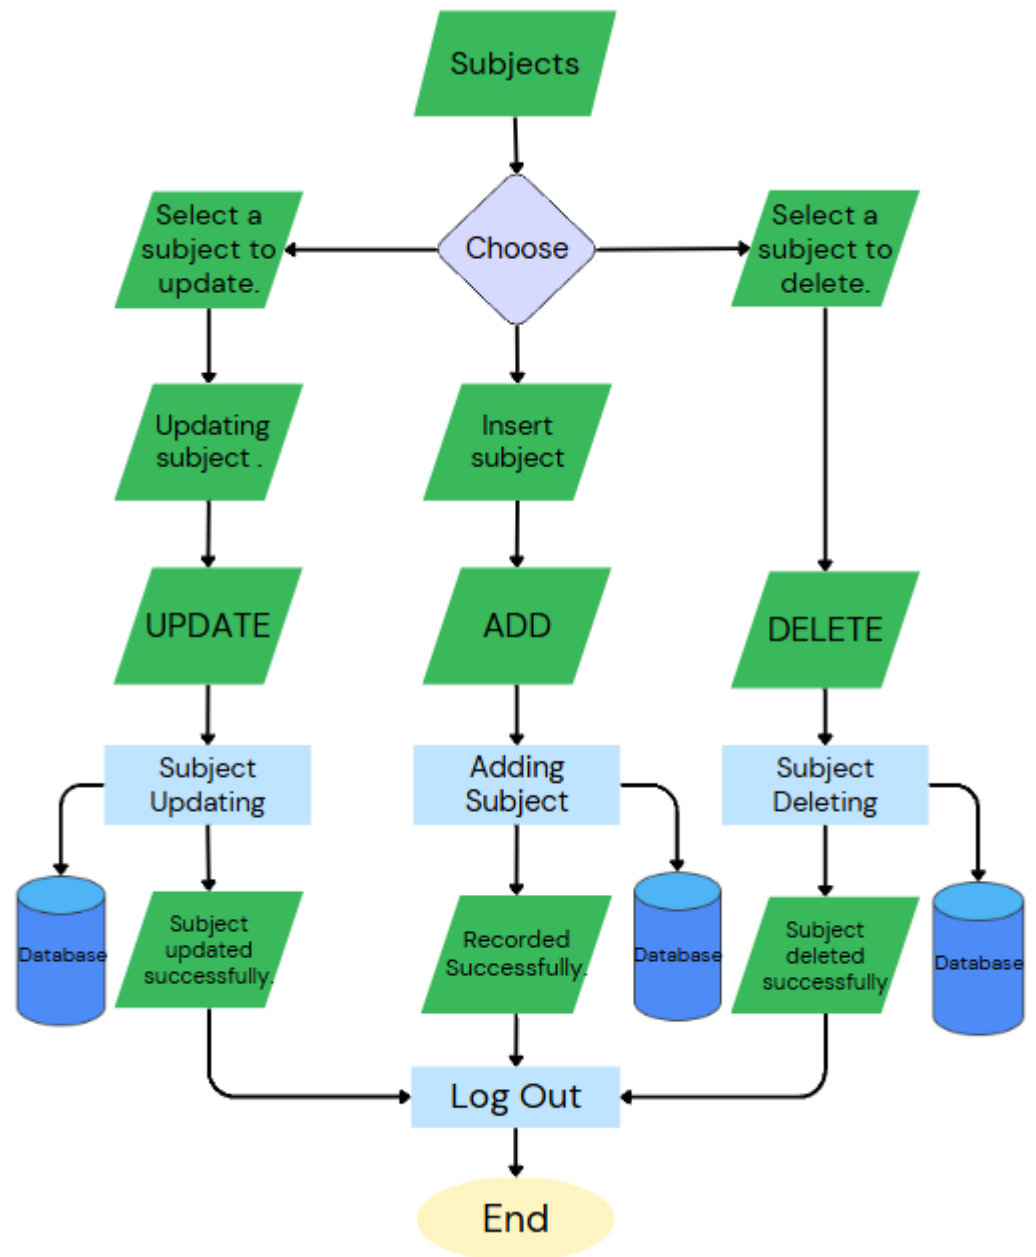 Subjects
Choose
Select a
subject to
update.
Select a
subject to
delete.
Updating
subject .
Insert
subject
UPDATE
ADD
DELETE
Subject
Updating
Adding
Subject
Subject
Deleting
Database
Subject
updated
successfully.
Recorded
Successfully.
Database
Subject
deleted
successfully
Database
Log Out
End